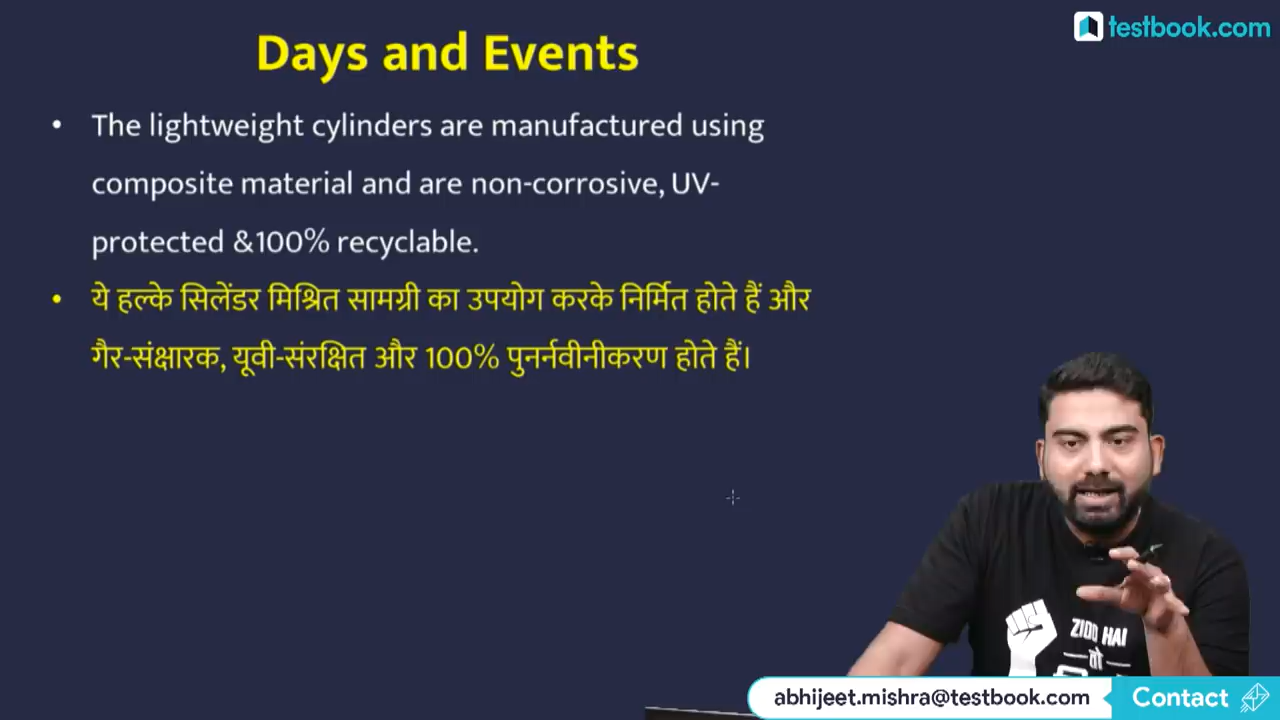 testbook.com
Days and Events
• The lightweight cylinders are manufactured using
composite material and are non-corrosive, UV-
protected &100% recyclable.
• ये हल्के सिलेंडर मिश्रित सामग्री का उपयोग करके निर्मित होते हैं और
गैर-संक्षारक, यूवी-संरक्षित और 100% पुनर्नवीनीकरण होते हैं।
ZIDD HAI
तो
abhijeet.mishra@testbook.com
Contact